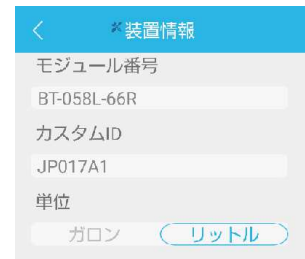 装置情報
モジュール番号
BT-058L-66R
カスタムID
JP017A1
単位
ガロン リットル